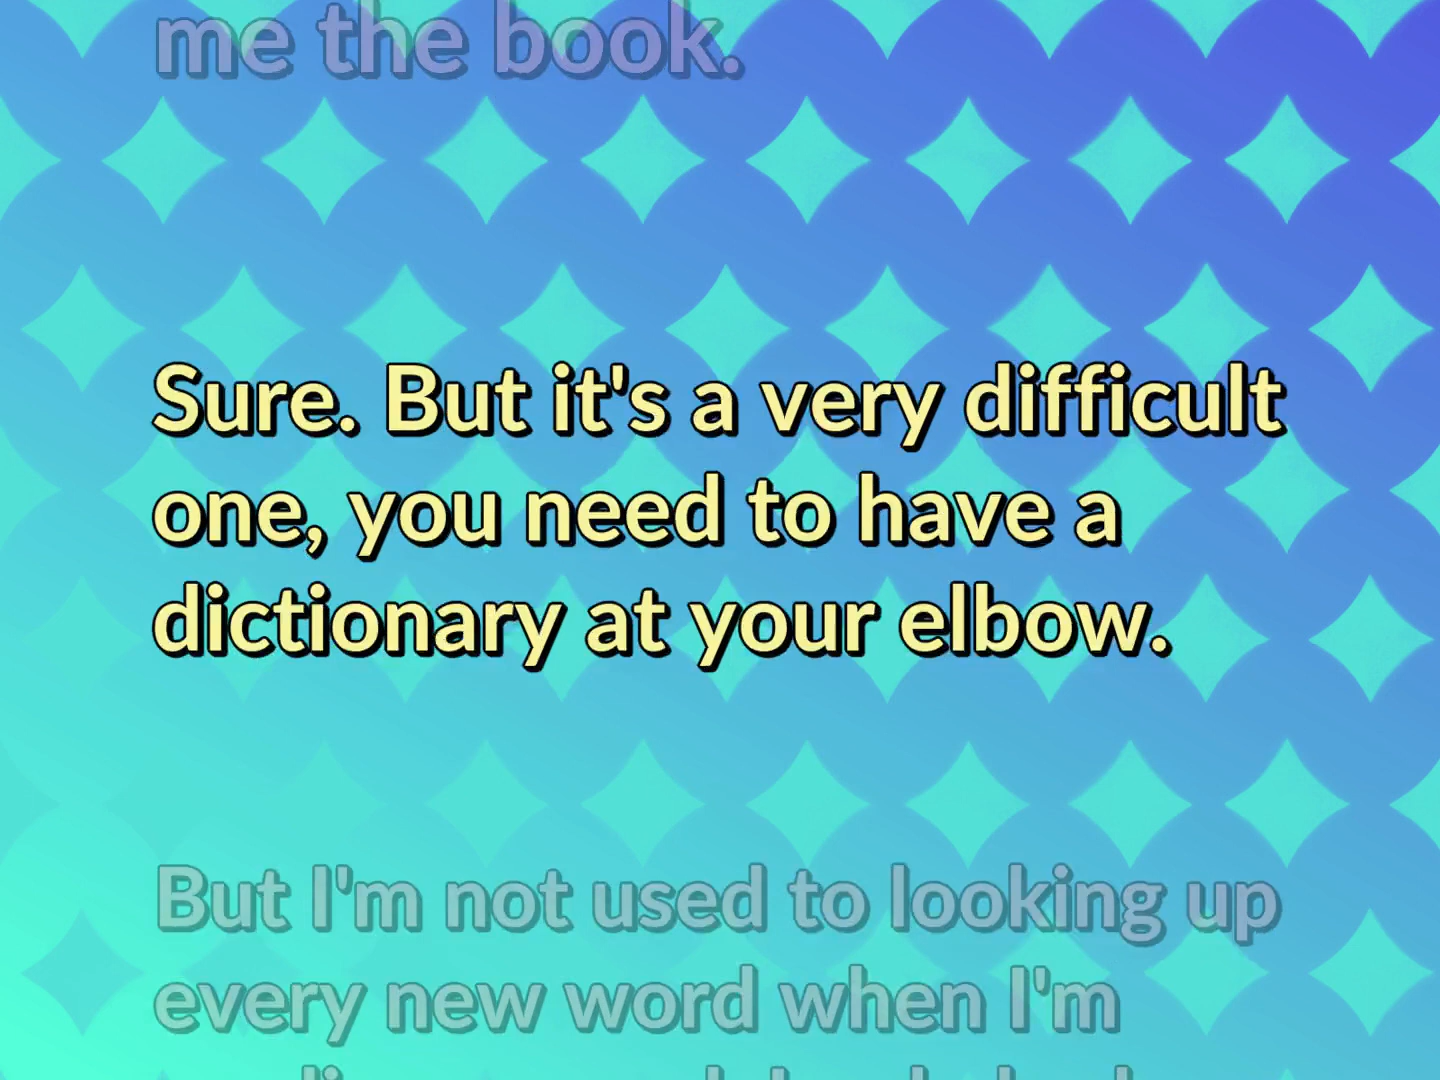 me the book.
Sure. But it's a very difficult
one, you need to have a
dictionary at your elbow.
But I'm not used to looking up
every new word when I'm